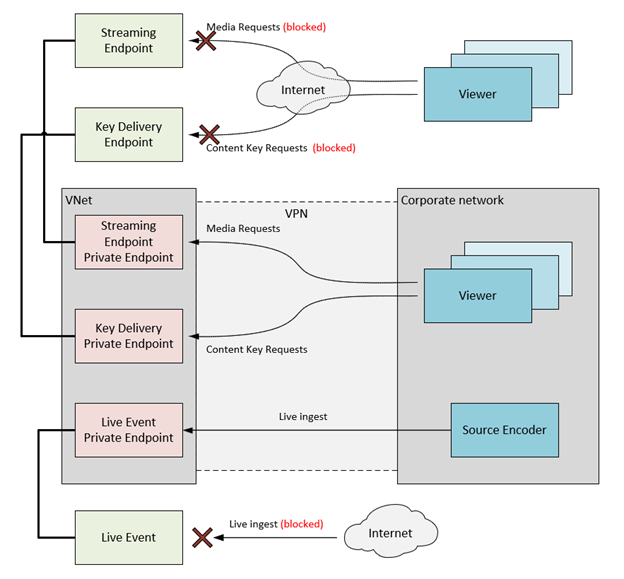 Streaming
Endpoint
Media Requests (blocked)
Internet
Viewer
Key Delivery
Endpoint
Content Key Requests (blocked)
VNet
VPN
Corporate network
Streaming
Endpoint
Private Endpoint
Media Requests
Viewer
Key Delivery
Private Endpoint
Content Key Requests
Live Event
Private Endpoint
Live ingest
Source Encoder
Live Event
Live ingest (blocked)
Internet